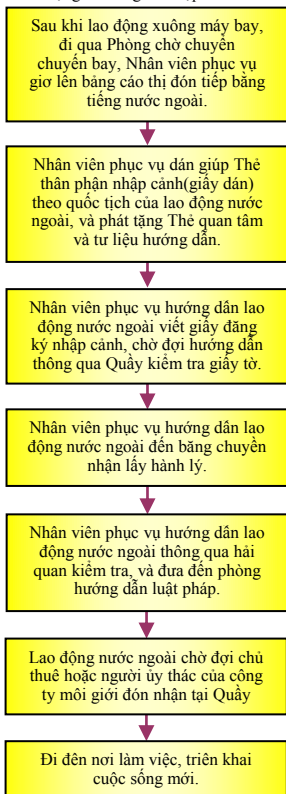 Sau khi lao động xuông máy bay,
đi qua Phòng chờ chuyển
chuyến bay, Nhân viên phục vụ
giơ lên bảng cáo thị đón tiếp bằng
tiếng nước ngoài.
Nhân viên phục vụ dán giúp Thẻ
thân phận nhập cảnh(giấy dán)
theo quốc tịch của lao động nước
ngoài, và phát tặng Thẻ quan tâm
và tư liệu hướng dẫn.
Nhân viên phục vụ hướng dẫn lao
động nước ngoài viết giấy đăng
ký nhập cảnh, chờ đợi hướng dẫn
thông qua Quầy kiểm tra giấy tờ.
Nhân viên phục vụ hướng dẫn lao
động nước ngoài đến băng chuyền
nhận lấy hành lý.
Nhân viên phục vụ hướng dẫn lao
động nước ngoài thông qua hải
quan kiểm tra, và đưa đến phòng
hướng dẫn luật pháp.
Lao động nước ngoài chờ đợi chủ
thuê hoặc người ủy thác của công
ty môi giới đón nhận tại Quầy
Đi đên nơi làm việc, triên khai
cuộc sống mới.